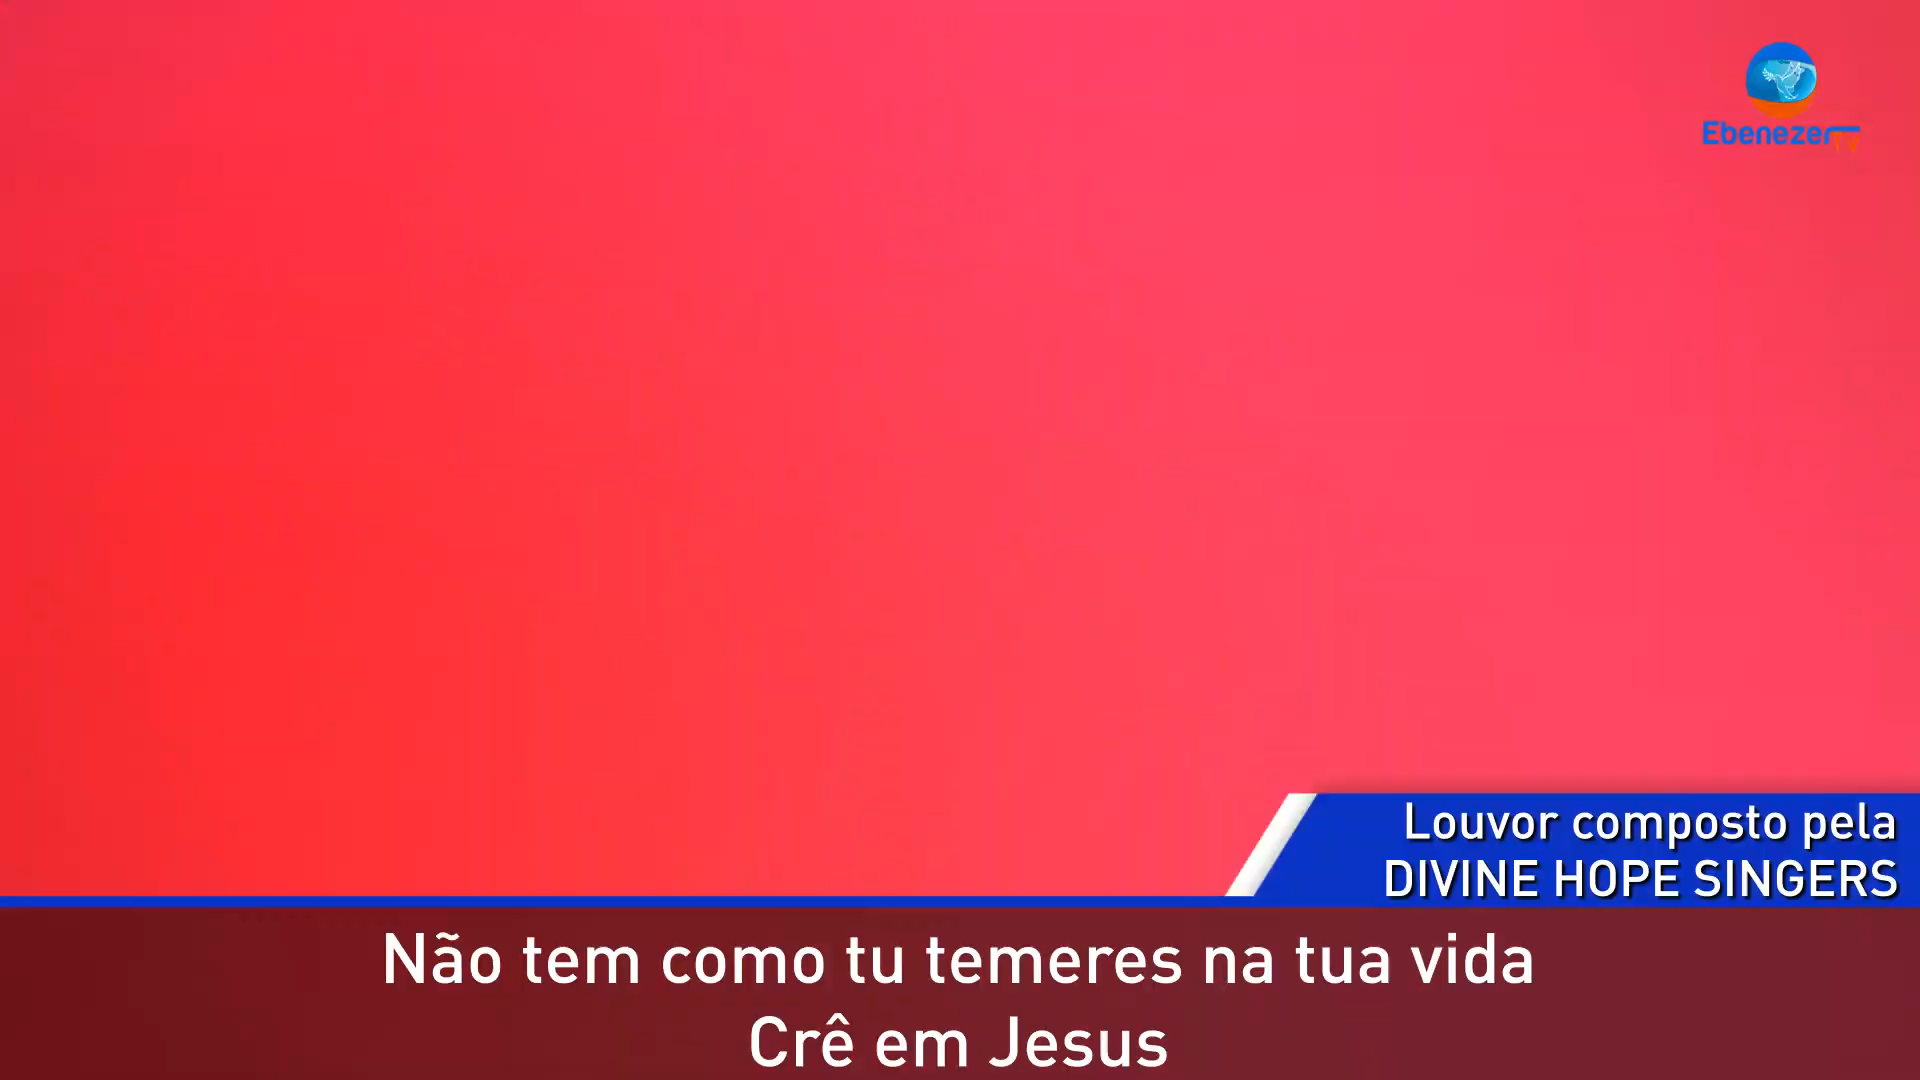 Ebenezer
TV
Louvor composto pela
DIVINE HOPE SINGERS
Não tem como tu temeres na tua vida
Crê em Jesus